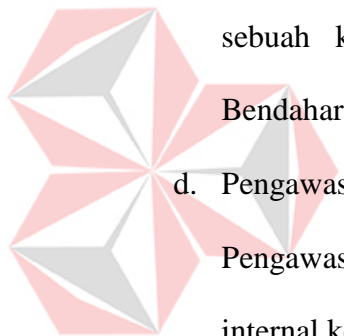 sebuah k
Bendahar
d. Pengawas
Pengawas
internal k